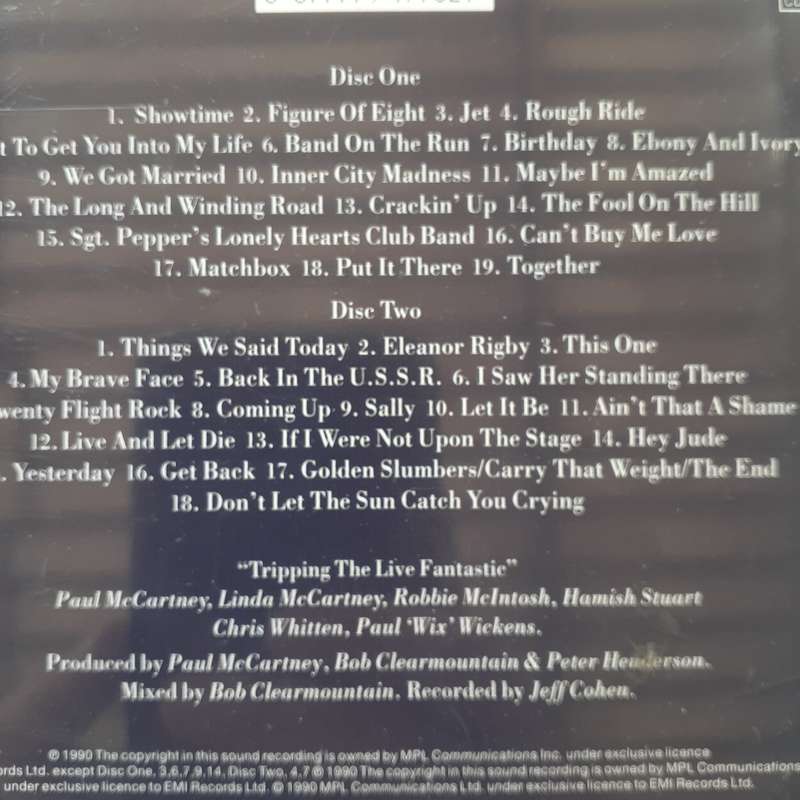 Disc One
1. Showtime 2. Figure Of Eight 3. Jet 4. Rough Ride
t To Get You Into My Life 6. Band On The Run 7. Birthday 8. Ebony And Ivory
9. We Got Married 10. Inner City Madness 11. Maybe I'm Amazed
12. The Long And Winding Road 13. Crackin' Up 14. The Fool On The Hill
15. Sgt. Pepper's Lonely Hearts Club Band 16. Can't Buy Me Love
17. Matchbox 18. Put It There 19. Together
Disc Two
1. Things We Said Today 2. Eleanor Rigby 3. This One
4. My Brave Face 5. Back In The U.S.S.R. 6. I Saw Her Standing There
wenty Flight Rock 8. Coming Up 9. Sally 10. Let It Be 11. Ain't That A Shame
12. Live And Let Die 13. If I Were Not Upon The Stage 14. Hey Jude
. Yesterday 16. Get Back 17. Golden Slumbers/Carry That Weight/The End
18. Don't Let The Sun Catch You Crying
"Tripping The Live Fantastic"
Paul McCartney, Linda McCartney, Robbie McIntosh, Hamish Stuart
Chris Whitten, Paul 'Wix' Wickens.
Produced by Paul McCartney, Bob Clearmountain & Peter Henderson.
Mixed by Bob Clearmountain. Recorded by Jeff Cohen.
℗ 1990 The copyright in this sound recording is owned by MPL Communications Inc. under exclusive licence
ords Ltd. except Disc One, 3,6,7,9,14, Disc Two, 4,7 ℗ 1990 The copyright in this sound recording is owned by MPL Communications
under exclusive licence to EMI Records Ltd. © 1990 MPL Communications Ltd. under exclusive licence to EMI Records Ltd.